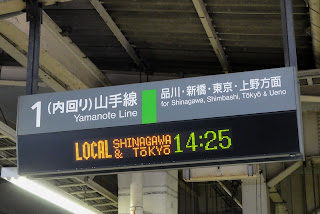 1 (内回り)山手線
Yamanote Line
品川・新橋・東京・上野方面
for Shinagawa, Shimbashi, Tōkyō & Ueno
LOCAL SHINAGAWA & TŌKYŌ 14:25